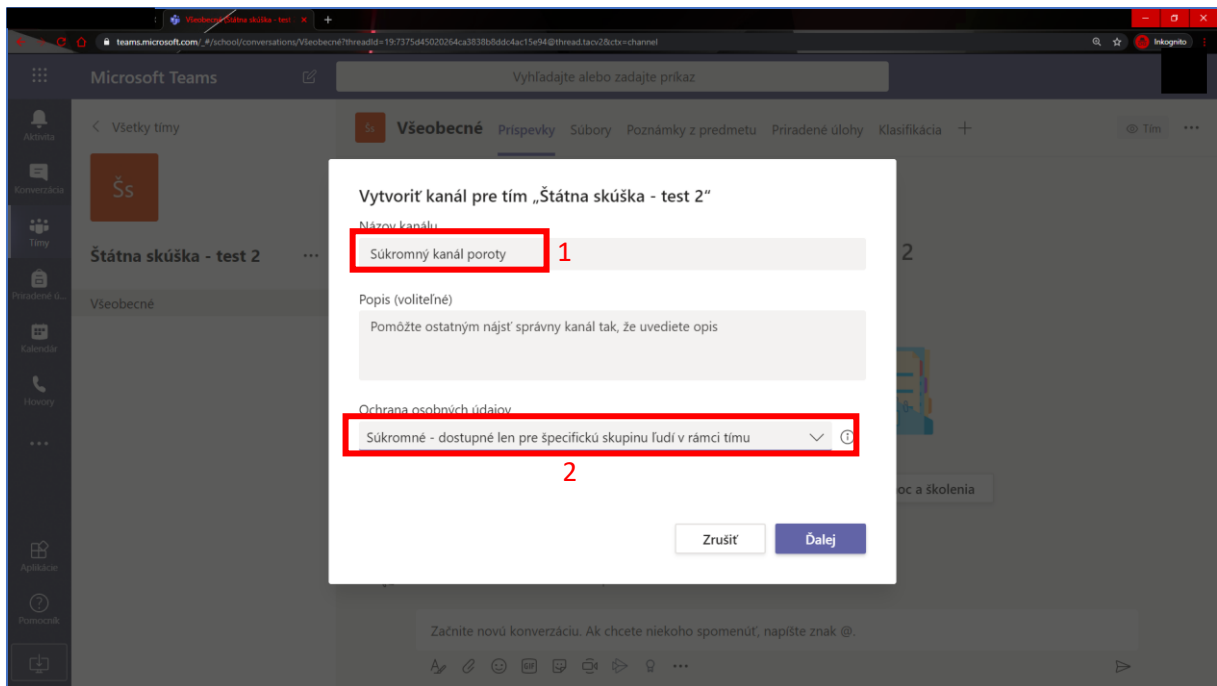 Všeobecné (Štátna skúška - test
teams.microsoft.com/_#/school/conversations/Všeobecné?threadId=19:7375d45020264ca3838b8ddc4ac15e94@thread.tacv2&ctx=channel
Inkognito
Microsoft Teams
Vyhľadajte alebo zadajte príkaz
Aktivita
Všetky tímy
Šs
Všeobecné
Príspevky
Súbory
Poznámky z predmetu
Priradené úlohy
Klasifikácia
Tím
Konverzácia
Šs
Tímy
Štátna skúška - test 2
Priradené ú...
Všeobecné
Kalendár
Hovory
Vytvoriť kanál pre tím „Štátna skúška - test 2“
Názov kanálu
Súkromný kanál poroty
1
2
Popis (voliteľné)
Pomôžte ostatným nájsť správny kanál tak, že uvediete opis
Ochrana osobných údajov
Súkromné - dostupné len pre špecifickú skupinu ľudí v rámci tímu
2
oc a školenia
Zrušiť
Ďalej
Aplikácie
Pomocník
Začnite novú konverzáciu. Ak chcete niekoho spomenúť, napíšte znak @.
GIF